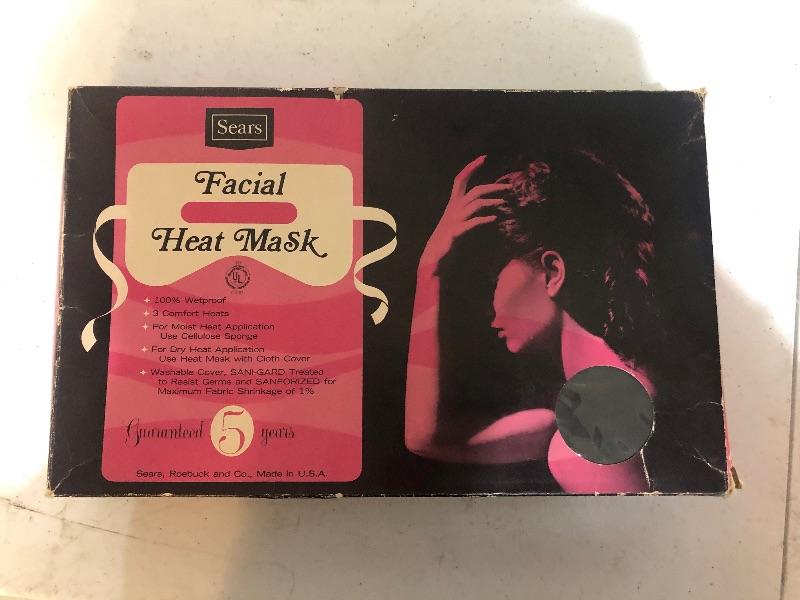 Sears
Facial
Heat Mask
UL
100% Wetproof
3 Comfort Heats
For Moist Heat Application
Use Cellulose Sponge
For Dry Heat Application
Use Heat Mask with Cloth Cover
Washable Cover, SANI-GARD Treated
to Resist Germs and SANFORIZED for
Maximum Fabric Shrinkage of 1%
Guaranteed 5 years
Sears, Roebuck and Co., Made in U.S.A.